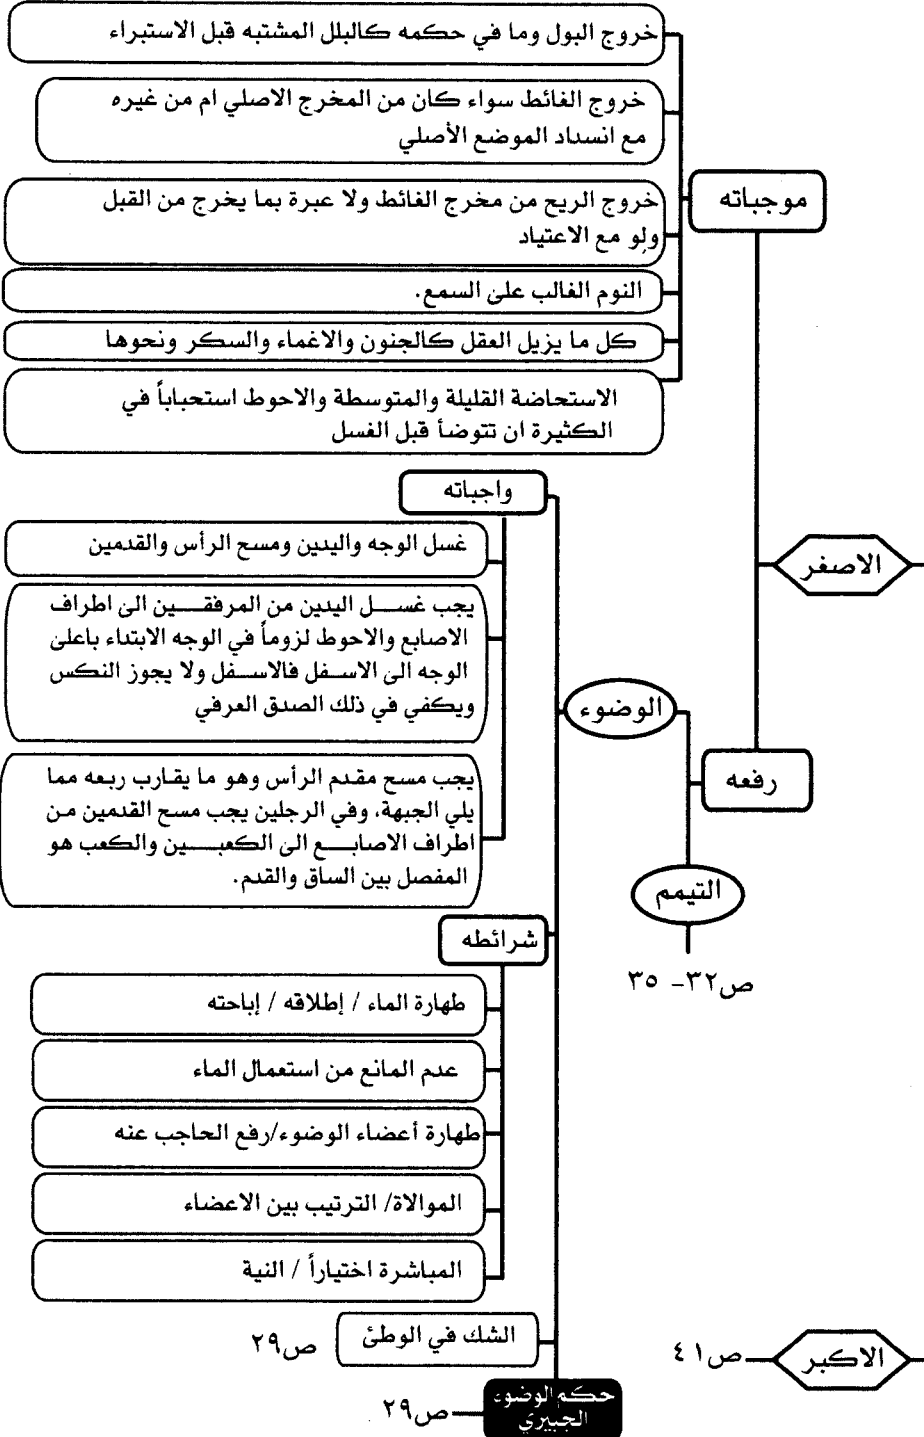 خروج البول وما في حكمه كالبلل المشتبه قبل الاستبراء
خروج الغائط سواء كان من المخرج الاصلي ام من غيره
مع انسداد الموضع الأصلي
موجباته
خروج الريح من مخرج الغائط ولا عبرة بما يخرج من القبل
ولو مع الاعتياد
النوم الغالب على السمع.
كل ما يزيل العقل كالجنون والاغماء والسكر ونحوها
الاستحاضة القليلة والمتوسطة والاحوط استحباباً في
الكثيرة ان تتوضأ قبل الغسل
واجباته
غسل الوجه واليدين ومسح الرأس والقدمين
الاصغر
يجب غسل اليدين من المرفقين الى اطراف
الاصابع والاحوط لزوماً في الوجه الابتداء باعلى
الوجه الى الاسفل فالاسفل ولا يجوز النكس
ويكفي في ذلك الصدق العرفي
الوضوء
رفعه
يجب مسح مقدم الرأس وهو ما يقارب ربعه مما
يلي الجبهة، وفي الرجلين يجب مسح القدمين من
اطراف الاصابع الى الكعبين والكعب هو
المفصل بين الساق والقدم.
التيمم
ص٣٢- ٣٥
شرائطه
طهارة الماء / إطلاقه / إباحته
عدم المانع من استعمال الماء
طهارة أعضاء الوضوء/رفع الحاجب عنه
الموالاة/ الترتيب بين الاعضاء
المباشرة اختياراً / النية
الشك في الوطئ
ص٢٩
الاكبر
ص٤١
حكم الوضوء
الجبيري
ص٢٩